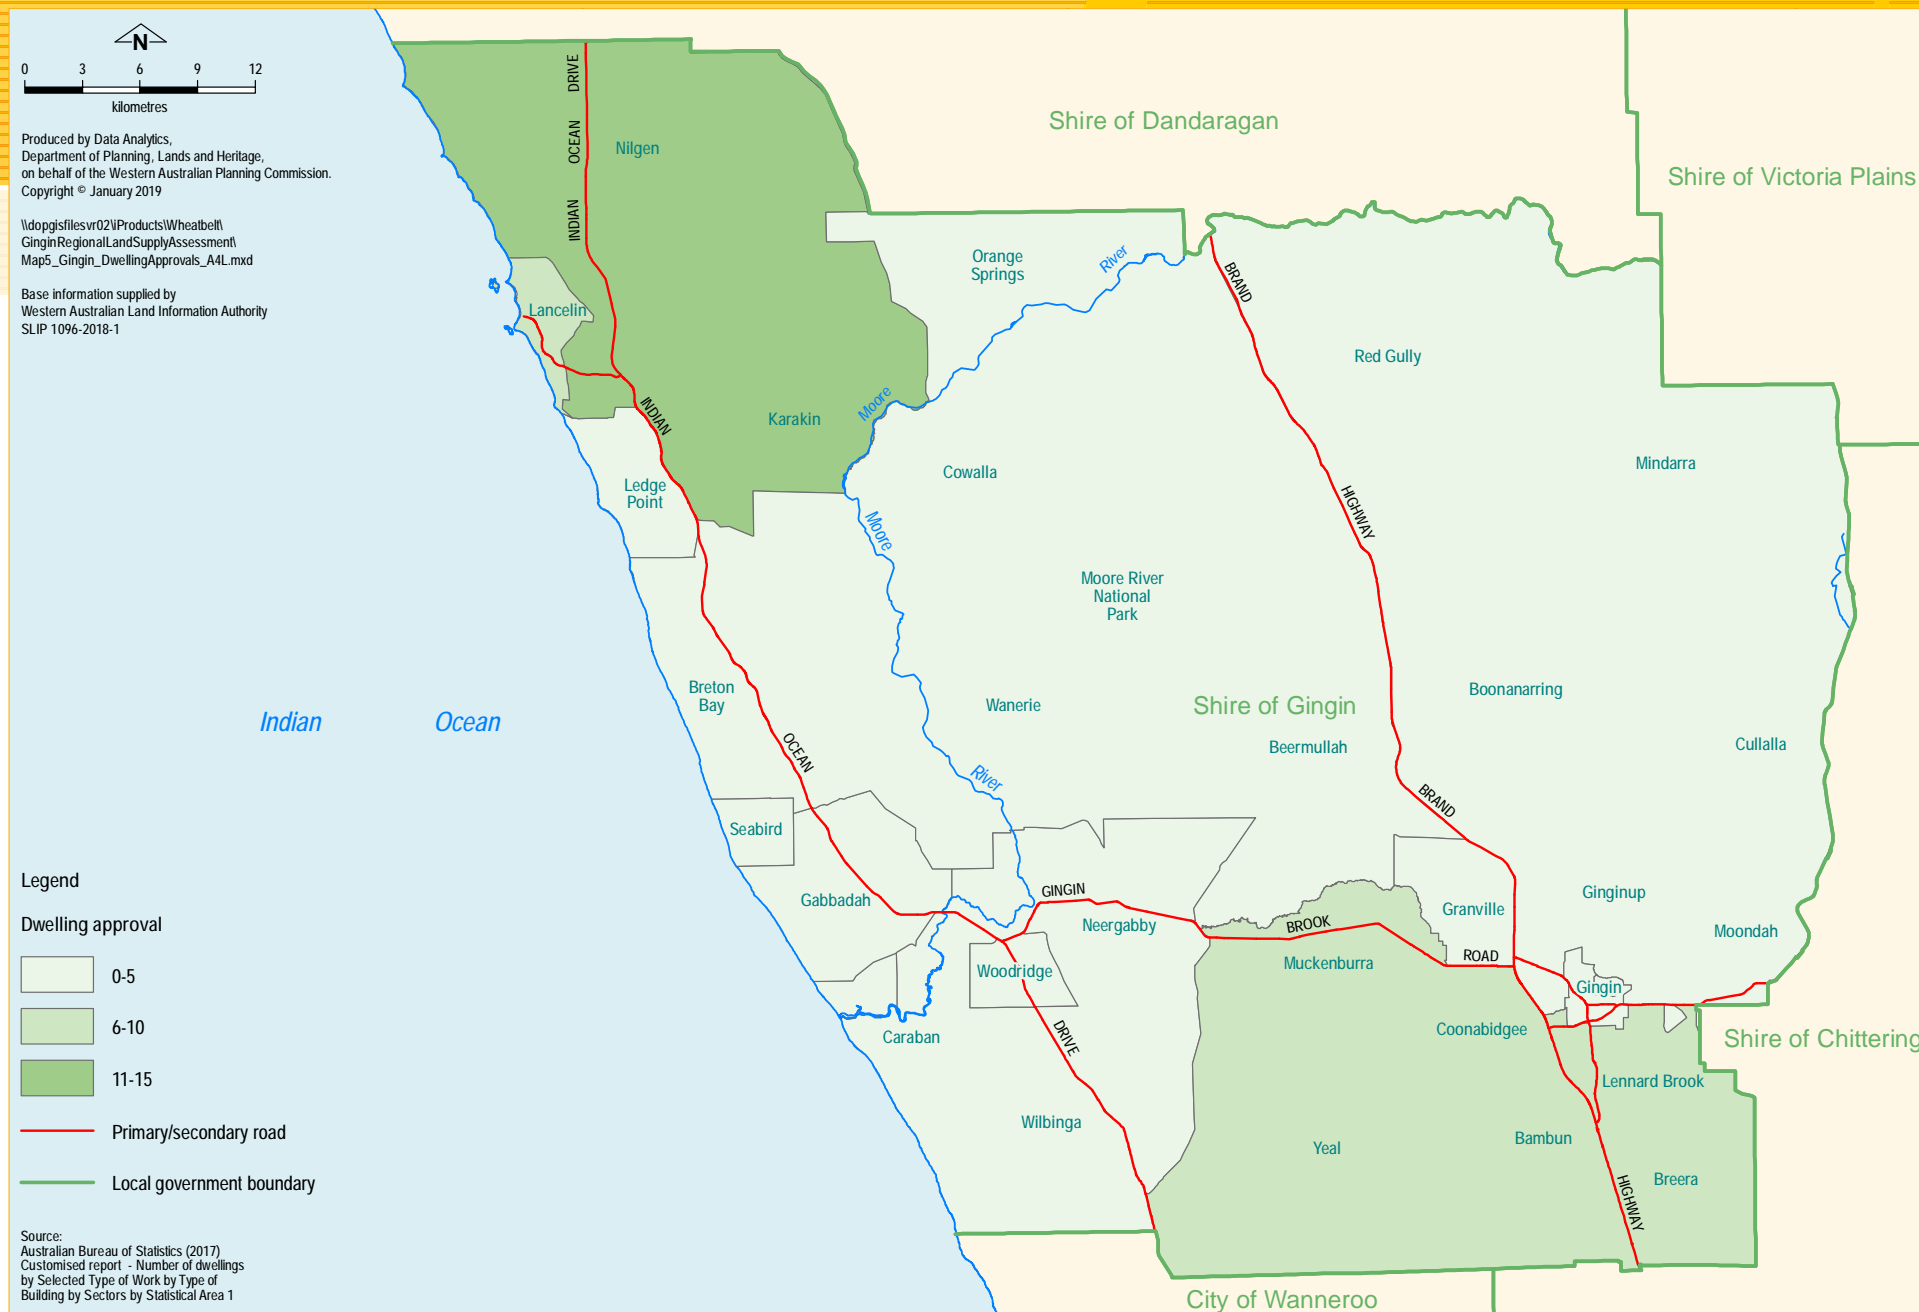 N
0 3 6 9 12
kilometres
Produced by Data Analytics,
Department of Planning, Lands and Heritage,
on behalf of the Western Australian Planning Commission.
Copyright © January 2019
\\dopgisfilesvr02\iProducts\Wheatbelt\
GinginRegionalLandSupplyAssessment\
Map5_Gingin_DwellingApprovals_A4L.mxd
Base information supplied by
Western Australian Land Information Authority
SLIP 1096-2018-1
Shire of Dandaragan
Shire of Victoria Plains
INDIAN OCEAN DRIVE
Nilgen
Orange
Springs
River
BRAND
Lancelin
Red Gully
INDIAN
Karakin
Moore
Cowalla
Mindarra
Ledge
Point
HIGHWAY
Moore
Moore River
National
Park
Breton
Bay
Wanerie
Shire of Gingin
Boonanarring
Indian Ocean
Beermullah
Cullalla
OCEAN
River
BRAND
Seabird
Gabbadah
GINGIN
Neergabby
BROOK
Granville
Ginginup
Moondah
Muckenburra
ROAD
Woodridge
Gingin
Caraban
DRIVE
Coonabidgee
Shire of Chittering
Lennard Brook
Wilbinga
Yeal
Bambun
Breera
HIGHWAY
City of Wanneroo
Legend
Dwelling approval
0-5
6-10
11-15
Primary/secondary road
Local government boundary
Source:
Australian Bureau of Statistics (2017)
Customised report - Number of dwellings
by Selected Type of Work by Type of
Building by Sectors by Statistical Area 1